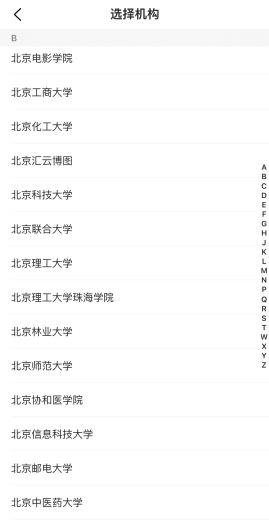 选择机构
B
北京电影学院
北京工商大学
北京化工大学
北京汇云博图
北京科技大学
北京联合大学
北京理工大学
北京理工大学珠海学院
北京林业大学
北京师范大学
北京协和医学院
北京信息科技大学
北京邮电大学
北京中医药大学
A
B
C
D
E
F
G
H
J
K
L
M
N
P
Q
R
S
T
W
X
Y
Z